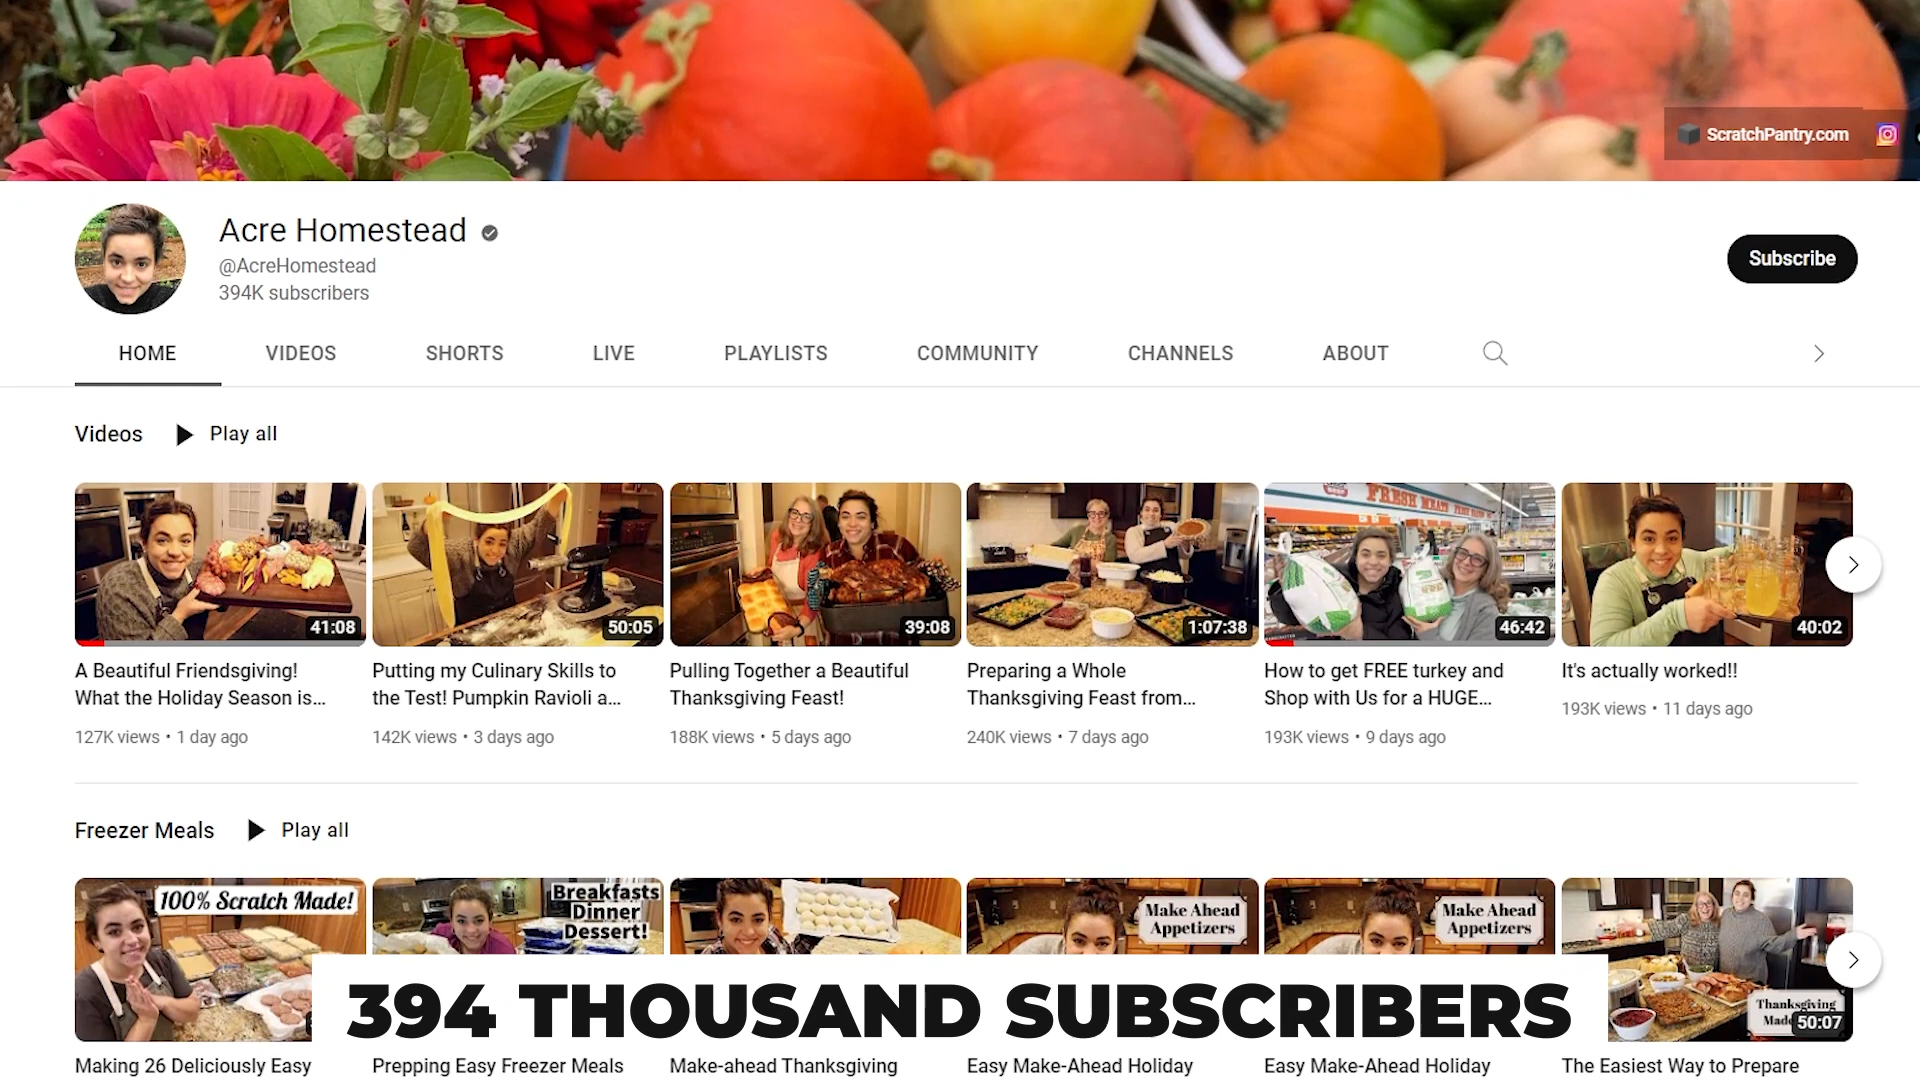 ScratchPantry.com
Acre Homestead
@AcreHomestead
394K subscribers
Subscribe
HOME
VIDEOS
SHORTS
LIVE
PLAYLISTS
COMMUNITY
CHANNELS
ABOUT
Videos
Play all
FRESH MEATS
41:08
50:05
39:08
1:07:38
46:42
40:02
A Beautiful Friendsgiving!
What the Holiday Season is...
127K views • 1 day ago
Putting my Culinary Skills to
the Test! Pumpkin Ravioli a...
142K views • 3 days ago
Pulling Together a Beautiful
Thanksgiving Feast!
188K views • 5 days ago
Preparing a Whole
Thanksgiving Feast from...
240K views • 7 days ago
How to get FREE turkey and
Shop with Us for a HUGE...
193K views • 9 days ago
It's actually worked!!
193K views • 11 days ago
Freezer Meals
Play all
100% Scratch Made!
Breakfasts
Dinner
Dessert!
Make Ahead
Appetizers
Make Ahead
Appetizers
Thanksgiving
Made
50:07
394 THOUSAND SUBSCRIBERS
Making 26 Deliciously Easy
Prepping Easy Freezer Meals
Make-ahead Thanksgiving
Easy Make-Ahead Holiday
Easy Make-Ahead Holiday
The Easiest Way to Prepare